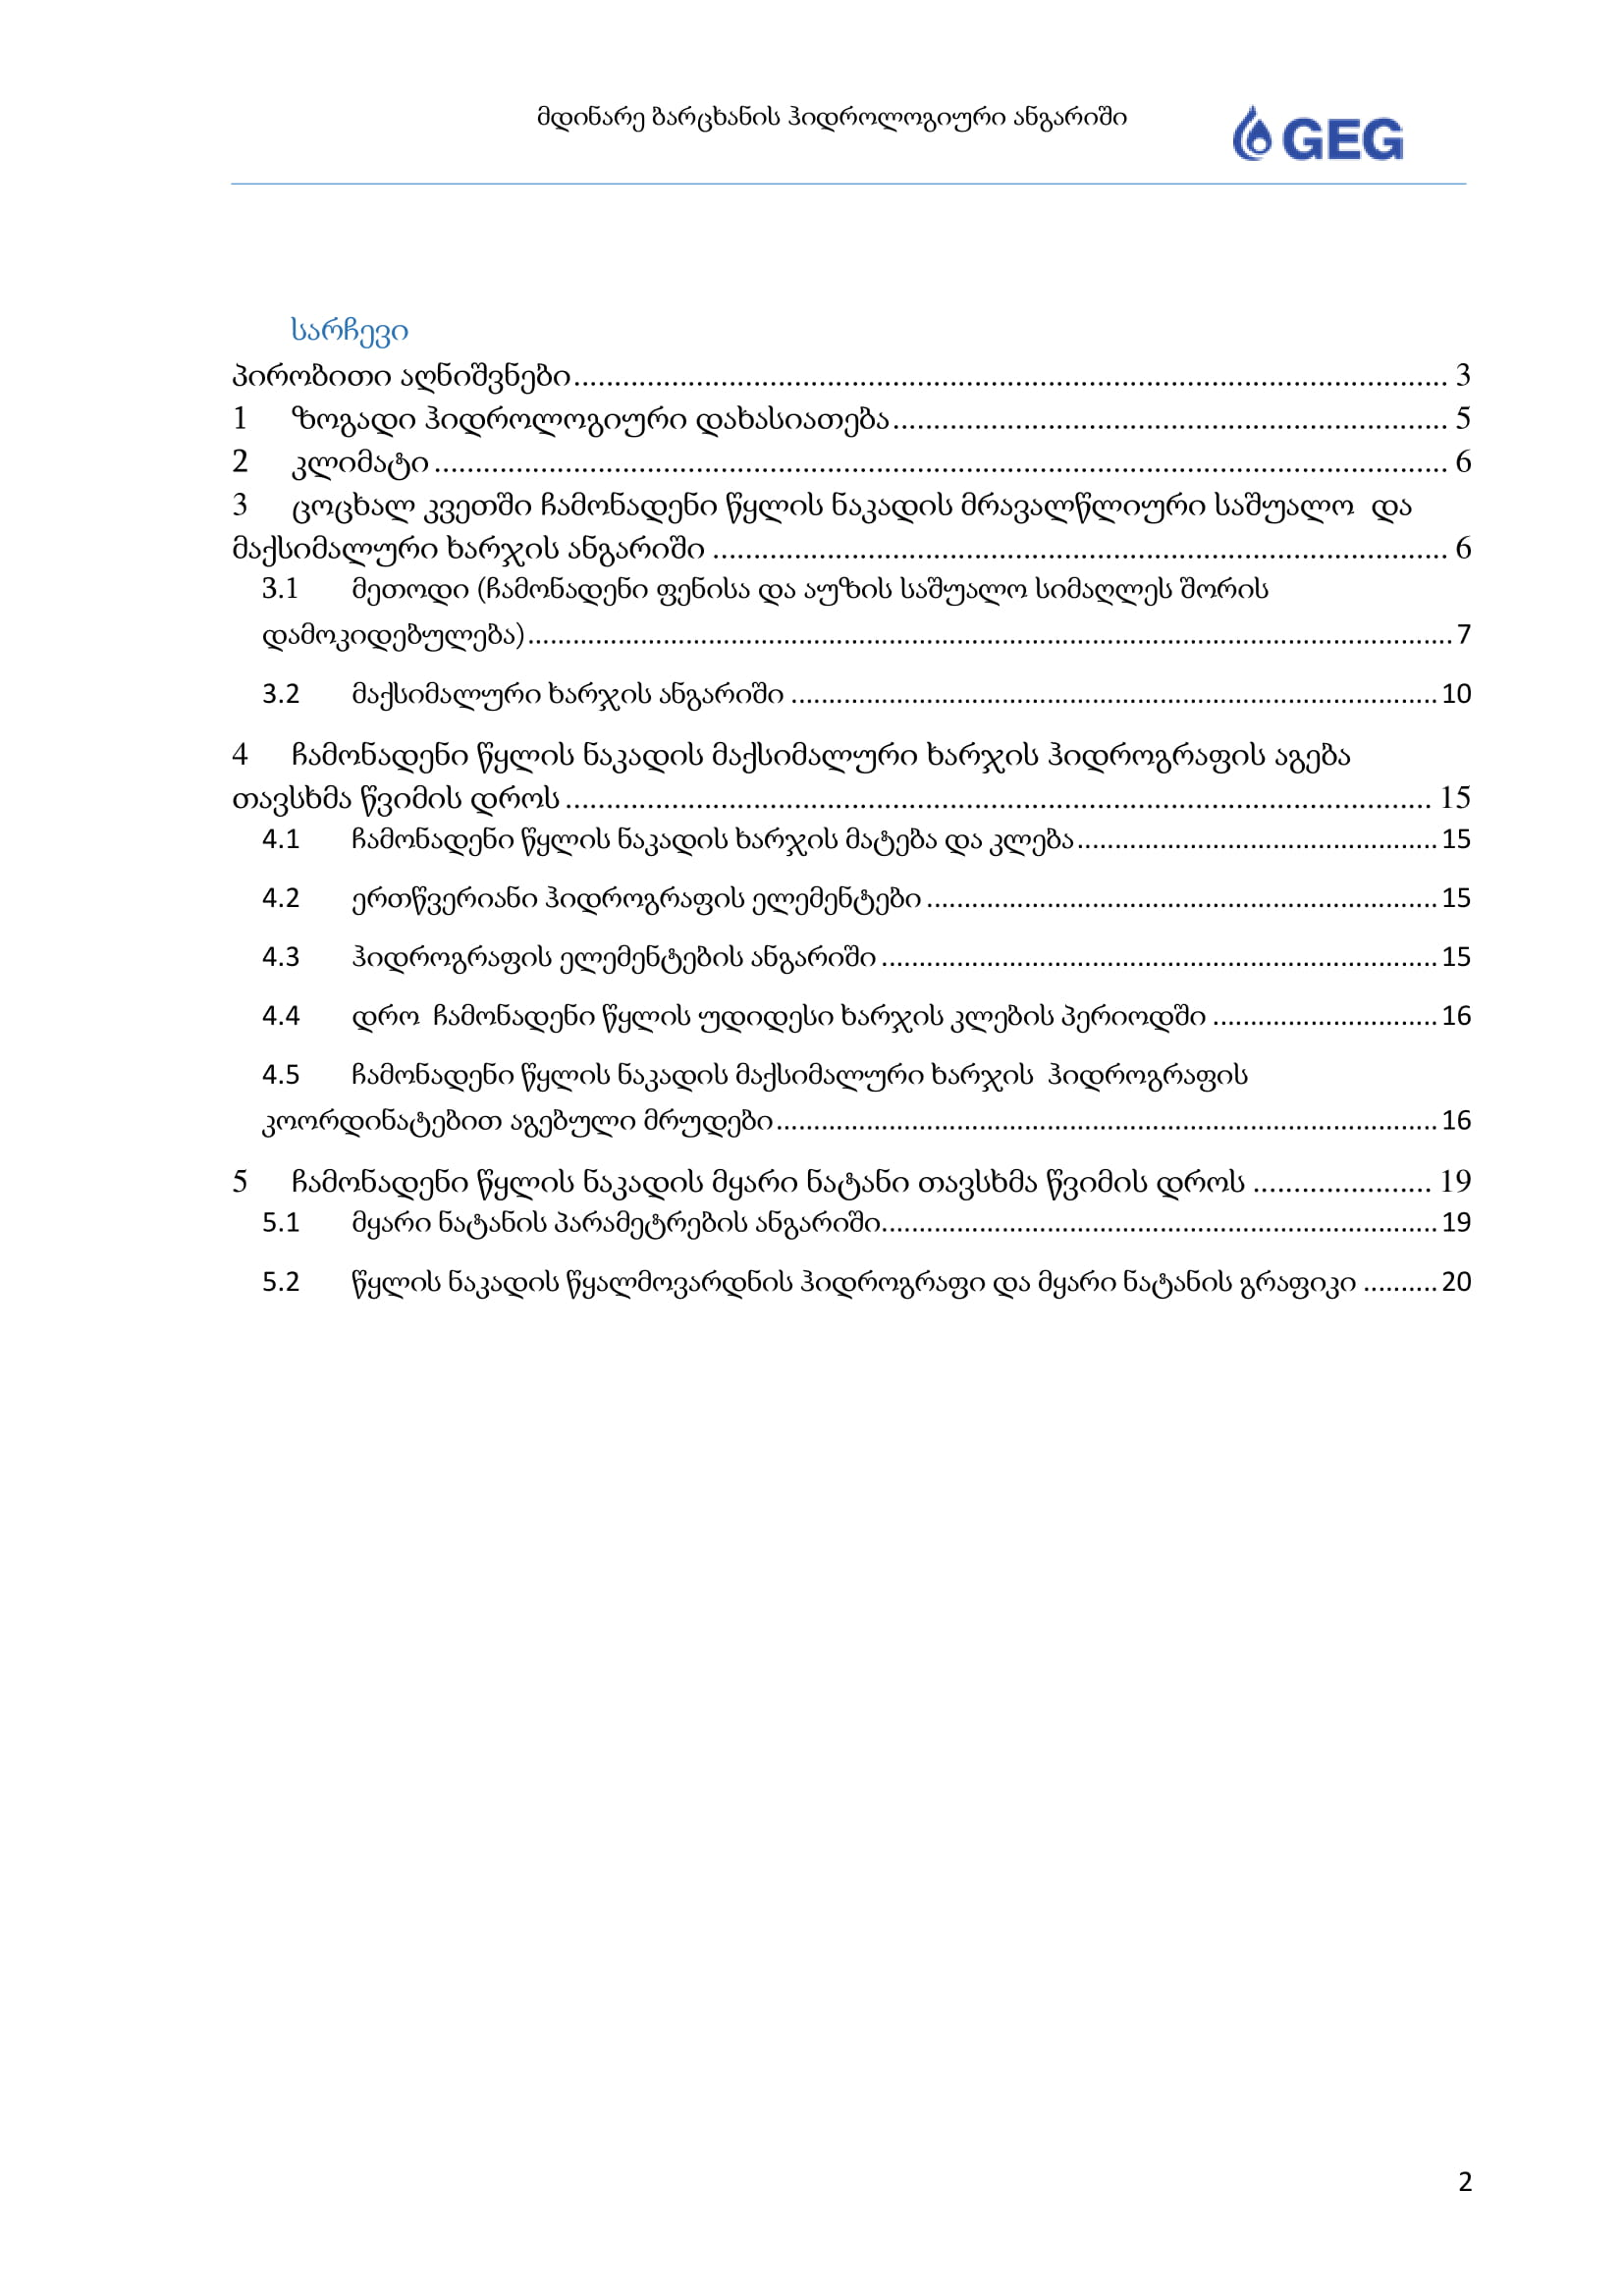 მდინარე ბარცხანის ჰიდროლოგიური ანგარიში
GEG
სარჩევი
პირობითი აღნიშვნები........................................ 3
1 ზოგადი ჰიდროლოგიური დახასიათება........................................ 5
2 კლიმატი........................................ 6
3 ცოცხალ კვეთში ჩამონადენი წყლის ნაკადის მრავალწლიური საშუალო და
მაქსიმალური ხარჯის ანგარიში ........................................ 6
3.1 მეთოდი (ჩამონადენი ფენისა და აუზის საშუალო სიმაღლეს შორის
დამოკიდებულება)........................................ 7
3.2 მაქსიმალური ხარჯის ანგარიში ........................................ 10
4 ჩამონადენი წყლის ნაკადის მაქსიმალური ხარჯის ჰიდროგრაფის აგება
თავსხმა წვიმის დროს ........................................ 15
4.1 ჩამონადენი წყლის ნაკადის ხარჯის მატება და კლება........................................ 15
4.2 ერთწვერიანი ჰიდროგრაფის ელემენტები ........................................ 15
4.3 ჰიდროგრაფის ელემენტების ანგარიში ........................................ 15
4.4 დრო ჩამონადენი წყლის უდიდესი ხარჯის კლების პერიოდში .............................. 16
4.5 ჩამონადენი წყლის ნაკადის მაქსიმალური ხარჯის ჰიდროგრაფის
კოორდინატებით აგებული მრუდები........................................ 16
5 ჩამონადენი წყლის ნაკადის მყარი ნატანი თავსხმა წვიმის დროს ...................... 19
5.1 მყარი ნატანის პარამეტრების ანგარიში........................................ 19
5.2 წყლის ნაკადის წყალმოვარდნის ჰიდროგრაფი და მყარი ნატანის გრაფიკი .......... 20
2